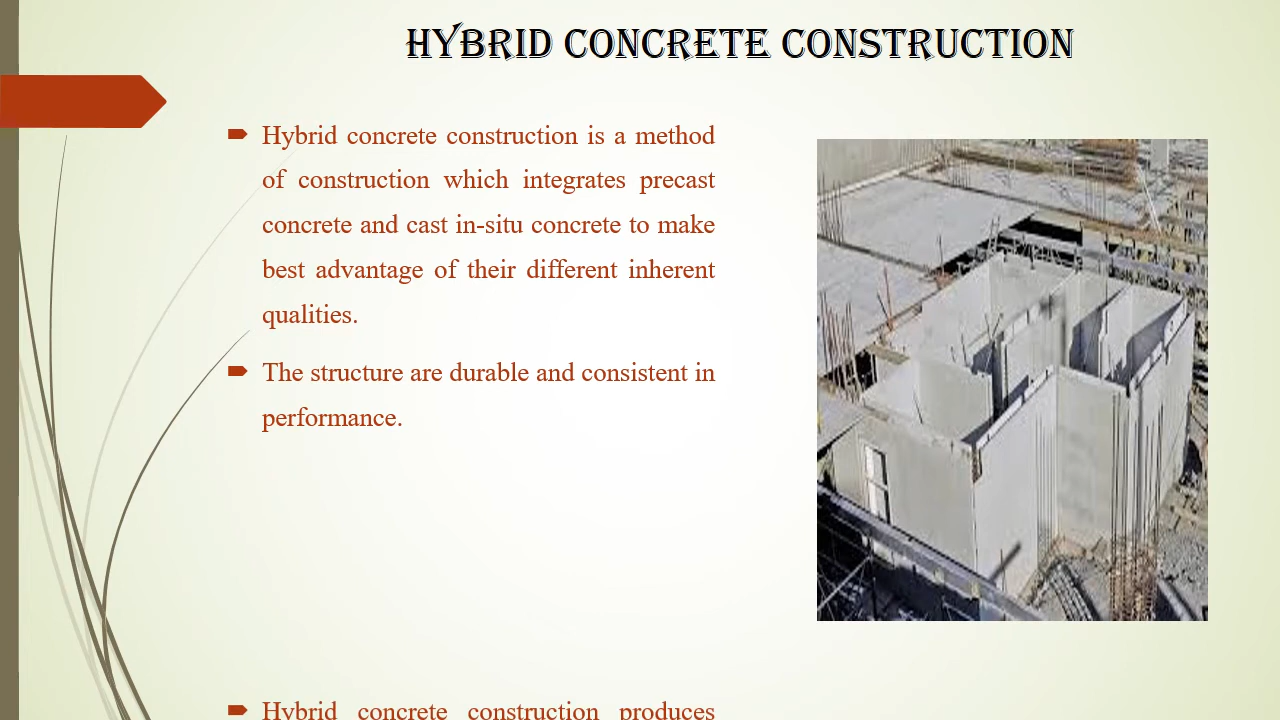 HYBRID CONCRETE CONSTRUCTION
Hybrid concrete construction is a method
of construction which integrates precast
concrete and cast in-situ concrete to make
best advantage of their different inherent
qualities.
The structure are durable and consistent in
performance.
Hybrid concrete construction produces